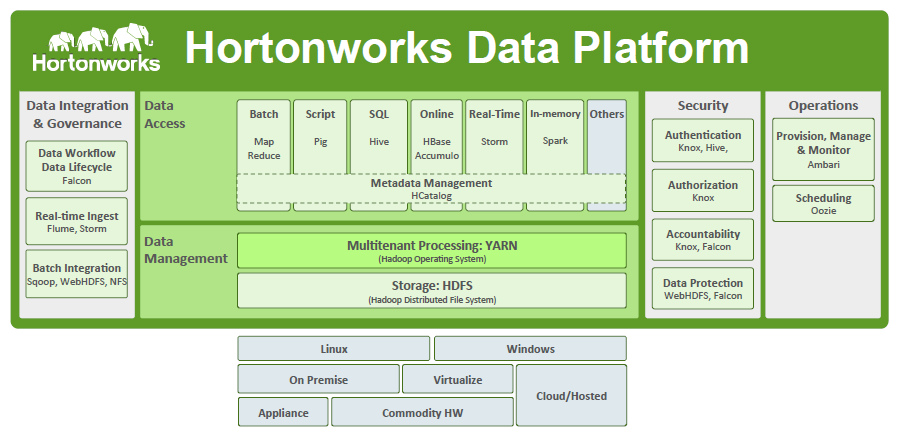 Hortonworks
Hortonworks Data Platform
Data Integration
& Governance
Data Workflow
Data Lifecycle
Falcon
Real-time Ingest
Flume, Storm
Batch Integration
Sqoop, WebHDFS, NFS
Data
Access
Batch
Map
Reduce
Script
Pig
SQL
Hive
Online
HBase
Accumulo
Real-Time
Storm
In-memory
Spark
Others
Metadata Management
HCatalog
Data
Management
Multitenant Processing: YARN
(Hadoop Operating System)
Storage: HDFS
(Hadoop Distributed File System)
Security
Authentication
Knox, Hive,
Authorization
Knox
Accountability
Knox, Falcon
Data Protection
WebHDFS, Falcon
Operations
Provision, Manage
& Monitor
Ambari
Scheduling
Oozie
Linux
Windows
On Premise
Virtualize
Cloud/Hosted
Appliance
Commodity HW